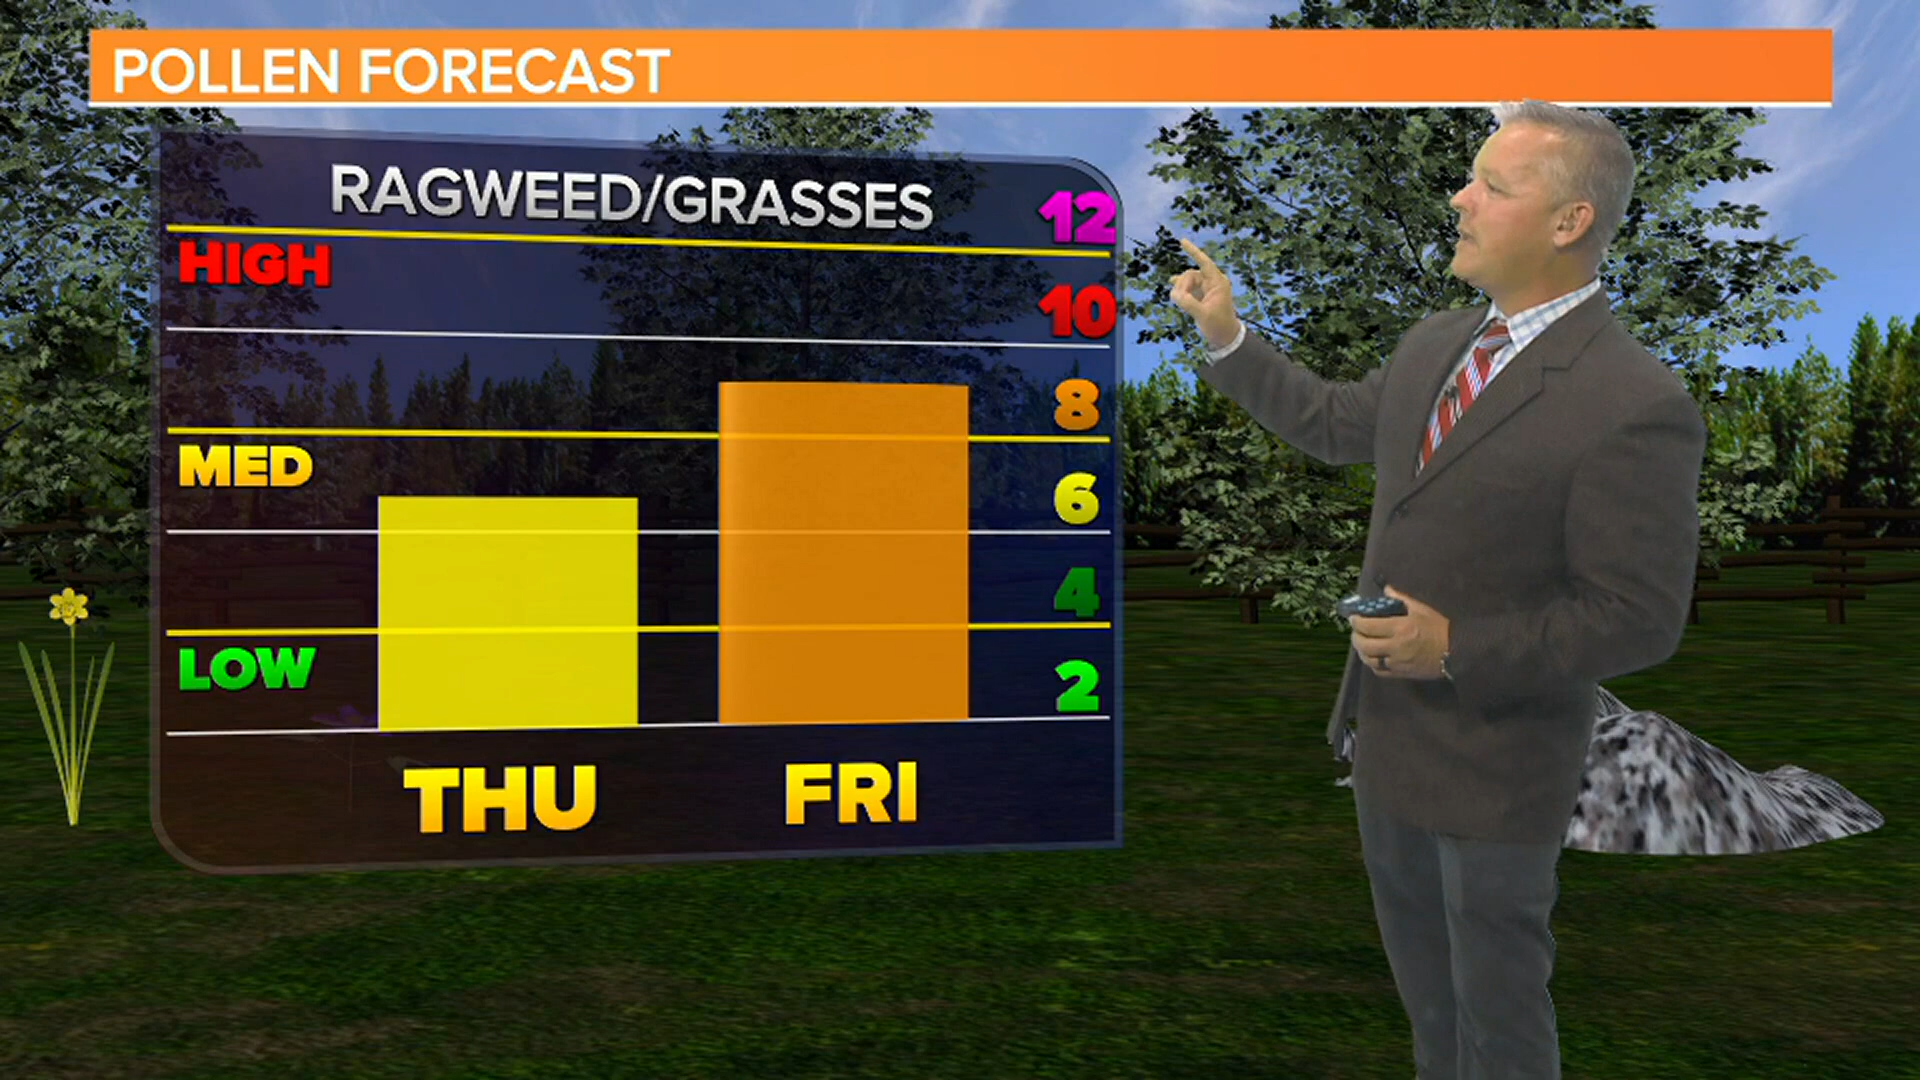 POLLEN FORECAST
RAGWEED/GRASSES
12
HIGH
10
8
MED
6
4
LOW
2
THU
FRI